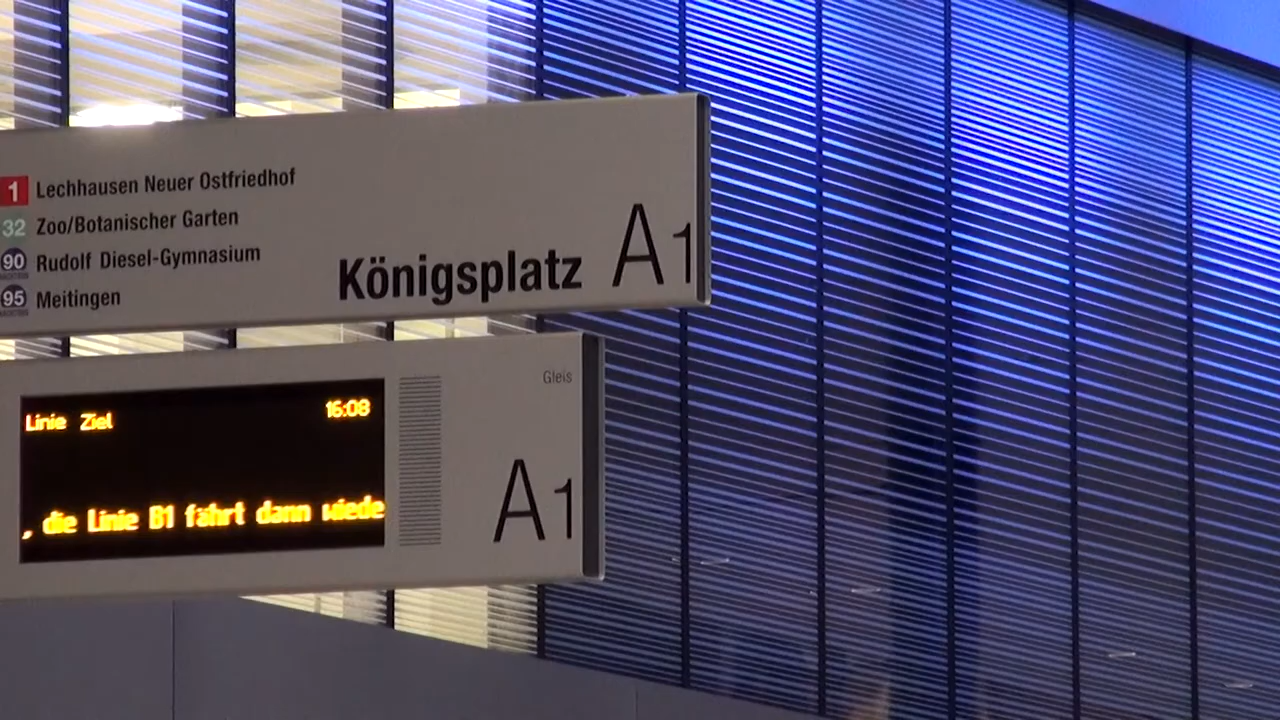 1 Lechhausen Neuer Ostfriedhof
32 Zoo/Botanischer Garten
90 Rudolf Diesel-Gymnasium
95 Meitingen
Königsplatz A1
Gleis
A1
Linie Ziel 16:08
, die Linie B1 fährt dann wiede